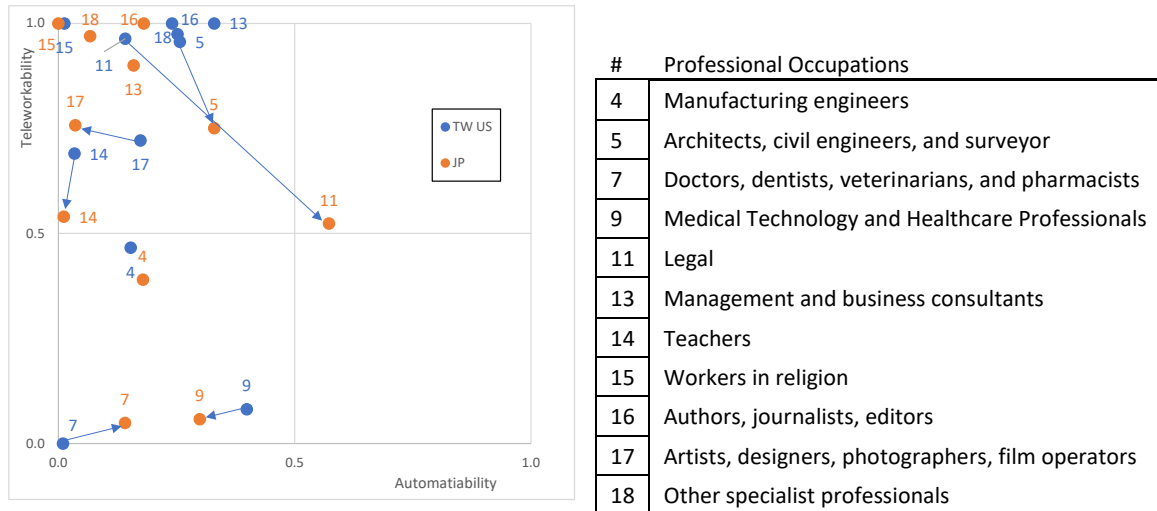 1.0
18
16
16
13
15
15
18
5
11
13
17
5
TW US
14
17
JP
11
14
0.5
4
4
9
7
9
7
0.0
0.0
0.5
1.0
Teleworkability
Automatiability
# Professional Occupations
4 Manufacturing engineers
5 Architects, civil engineers, and surveyor
7 Doctors, dentists, veterinarians, and pharmacists
9 Medical Technology and Healthcare Professionals
11 Legal
13 Management and business consultants
14 Teachers
15 Workers in religion
16 Authors, journalists, editors
17 Artists, designers, photographers, film operators
18 Other specialist professionals